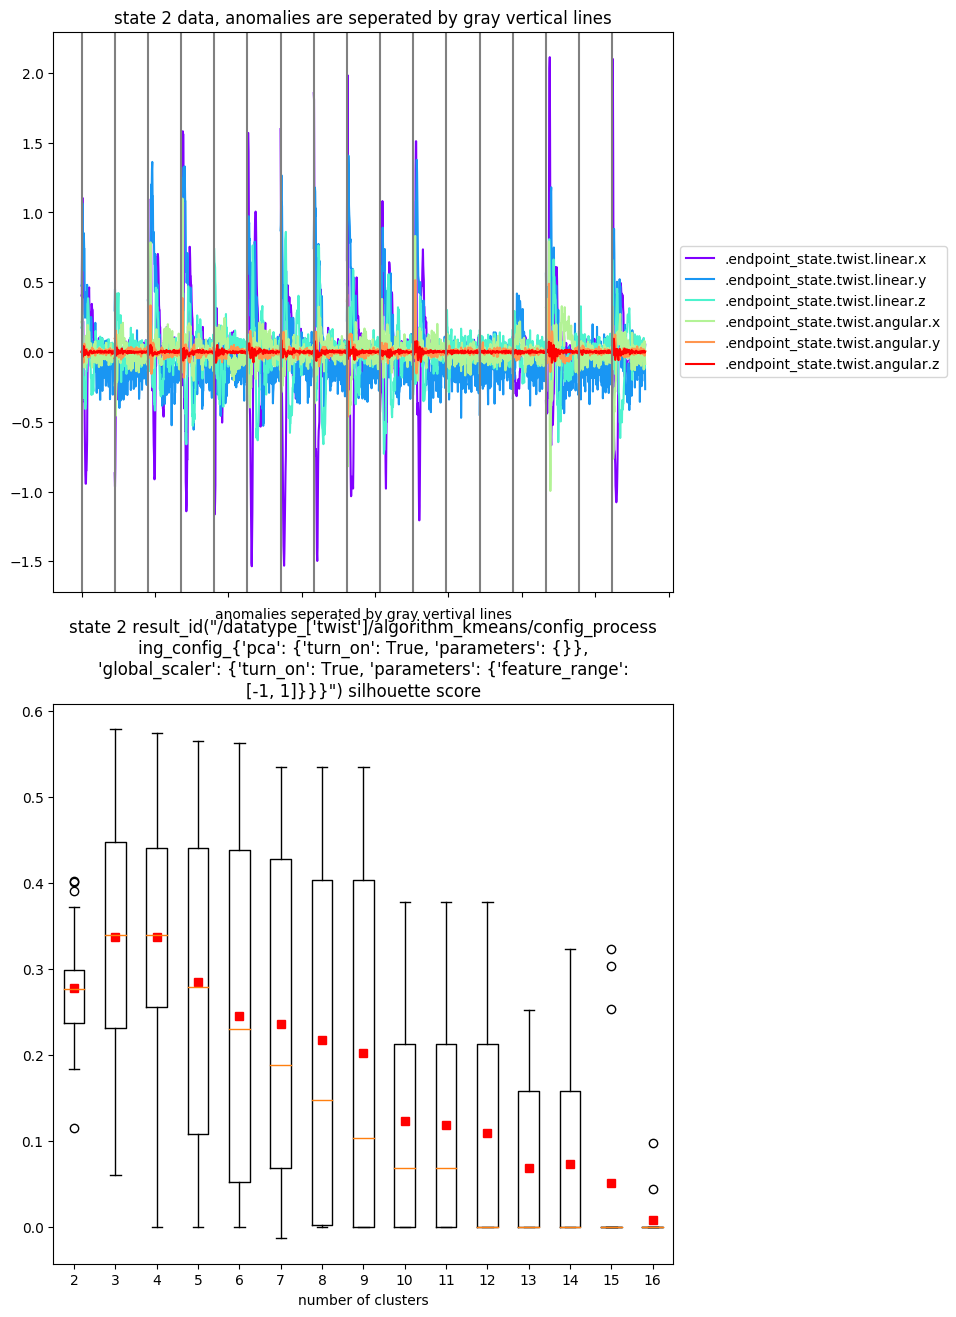 state 2 data, anomalies are seperated by gray vertical lines
2.0
1.5
1.0
0.5
0.0
−0.5
−1.0
−1.5
.endpoint_state.twist.linear.x
.endpoint_state.twist.linear.y
.endpoint_state.twist.linear.z
.endpoint_state.twist.angular.x
.endpoint_state.twist.angular.y
.endpoint_state.twist.angular.z
anomalies seperated by gray vertival lines
state 2 result_id("/datatype_['twist']/algorithm_kmeans/config_process
ing_config_{'pca': {'turn_on': True, 'parameters': {}},
'global_scaler': {'turn_on': True, 'parameters': {'feature_range':
[-1, 1]}}}") silhouette score
0.6
0.5
0.4
0.3
0.2
0.1
0.0
2 3 4 5 6 7 8 9 10 11 12 13 14 15 16
number of clusters